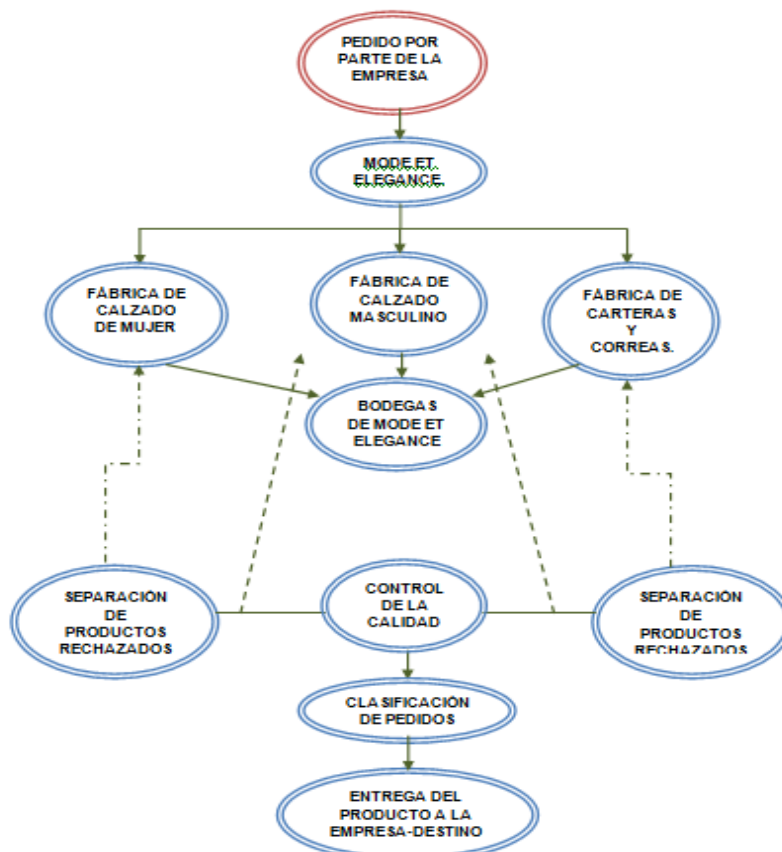 PEDIDO POR
PARTE DE LA
EMPRESA
MODE ET
ELEGANCE.
FÁBRICA DE
CALZADO
DE MUJER
FÁBRICA DE
CALZADO
MASCULINO
FÁBRICA DE
CARTERAS
Y
CORREAS.
BODEGAS
DE MODE ET
ELEGANCE
SEPARACIÓN
DE
PRODUCTOS
RECHAZADOS
CONTROL
DE LA
CALIDAD
SEPARACIÓN
DE
PRODUCTOS
RECHAZADOS
CLASIFICACIÓN
DE PEDIDOS
ENTREGA DEL
PRODUCTO A LA
EMPRESA-DESTINO